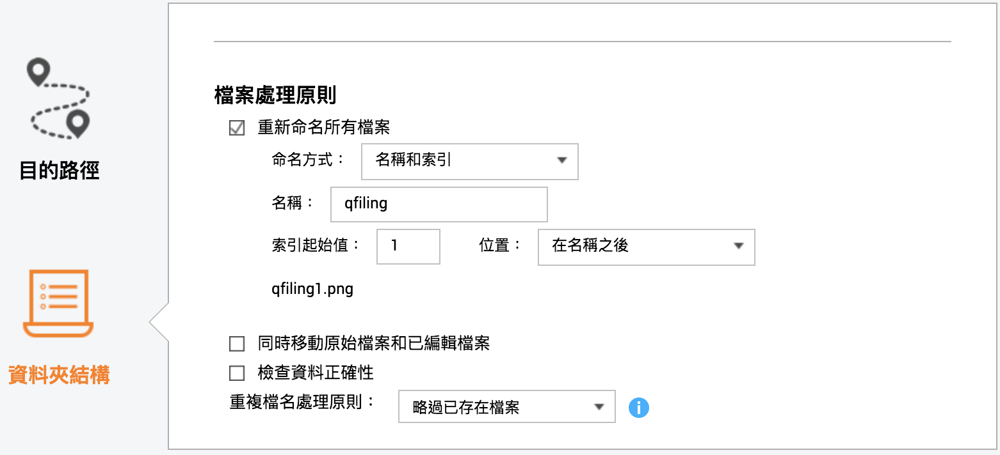 目的路徑
資料夾結構
檔案處理原則
重新命名所有檔案
命名方式： 名稱和索引
名稱： qfiling
索引起始值： 1 位置： 在名稱之後
qfiling1.png
同時移動原始檔案和已編輯檔案
檢查資料正確性
重複檔名處理原則： 略過已存在檔案